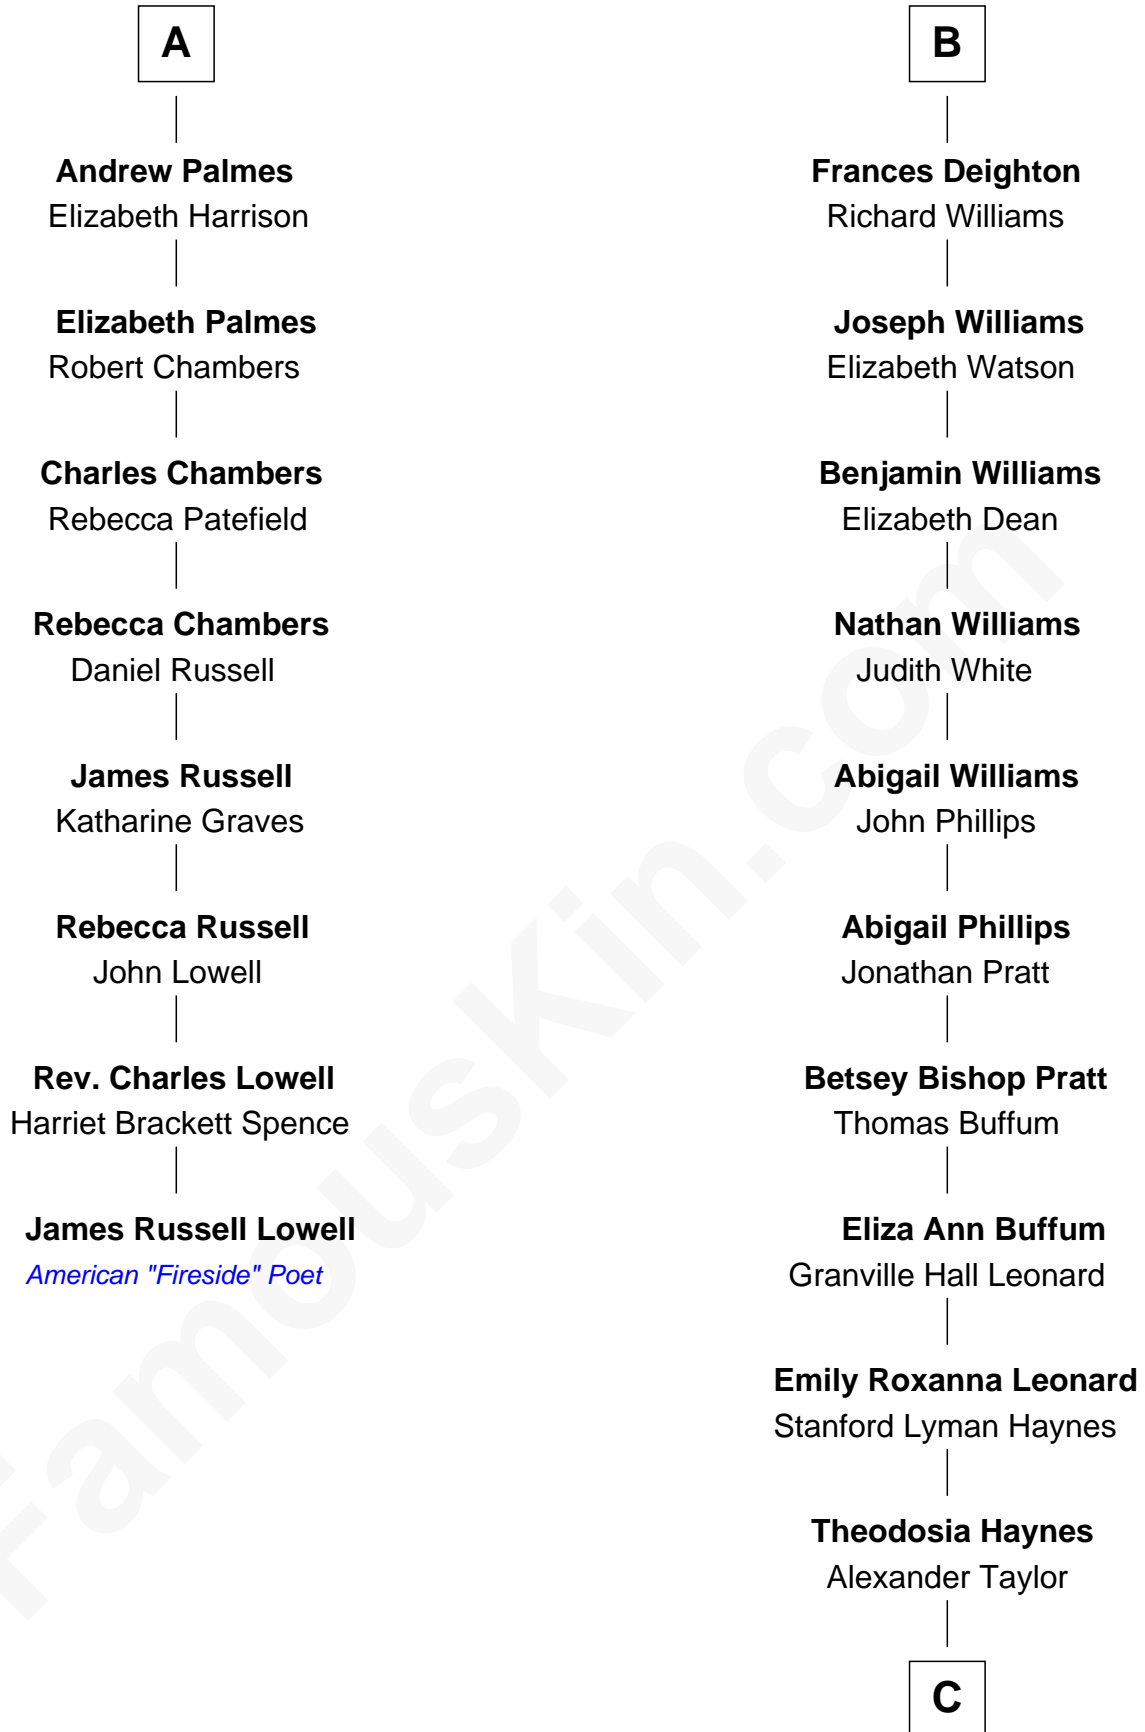 A
Andrew Palmes
Elizabeth Harrison
Elizabeth Palmes
Robert Chambers
Charles Chambers
Rebecca Patefield
Rebecca Chambers
Daniel Russell
James Russell
Katharine Graves
Rebecca Russell
John Lowell
Rev. Charles Lowell
Harriet Brackett Spence
James Russell Lowell
American "Fireside" Poet
B
Frances Deighton
Richard Williams
Joseph Williams
Elizabeth Watson
Benjamin Williams
Elizabeth Dean
Nathan Williams
Judith White
Abigail Williams
John Phillips
Abigail Phillips
Jonathan Pratt
Betsey Bishop Pratt
Thomas Buffum
Eliza Ann Buffum
Granville Hall Leonard
Emily Roxanna Leonard
Stanford Lyman Haynes
Theodosia Haynes
Alexander Taylor
C
FamousKin.com